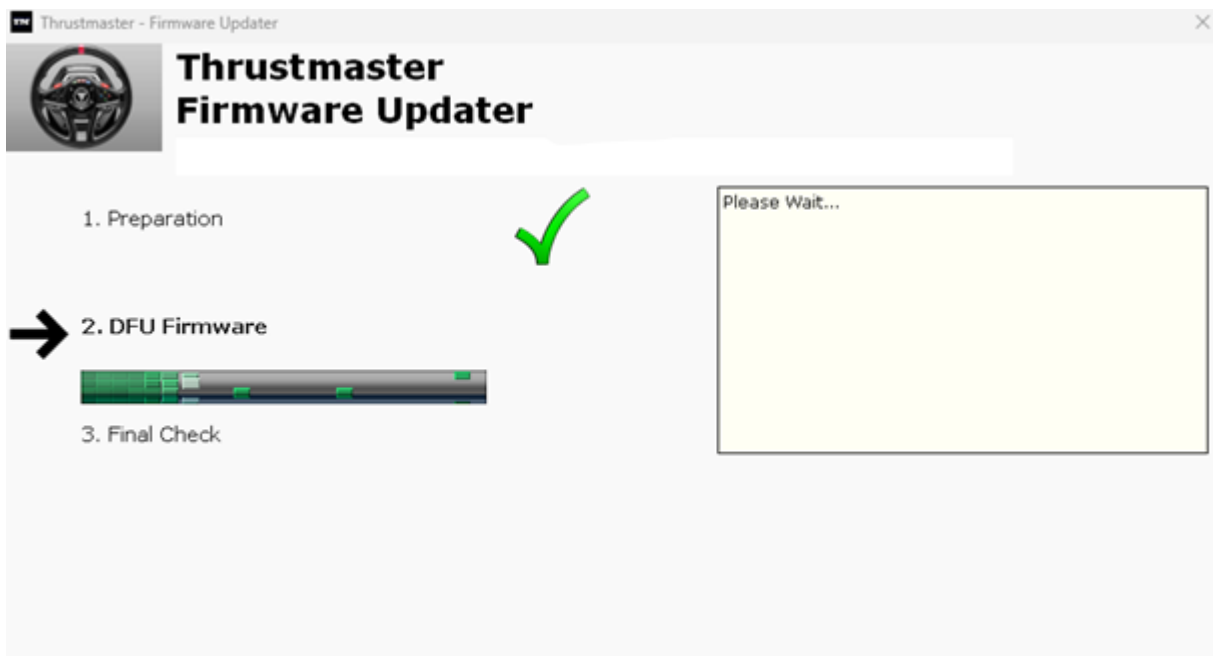 Thrustmaster - Firmware Updater
Thrustmaster
Firmware Updater
1. Preparation
Please Wait...
2. DFU Firmware
3. Final Check